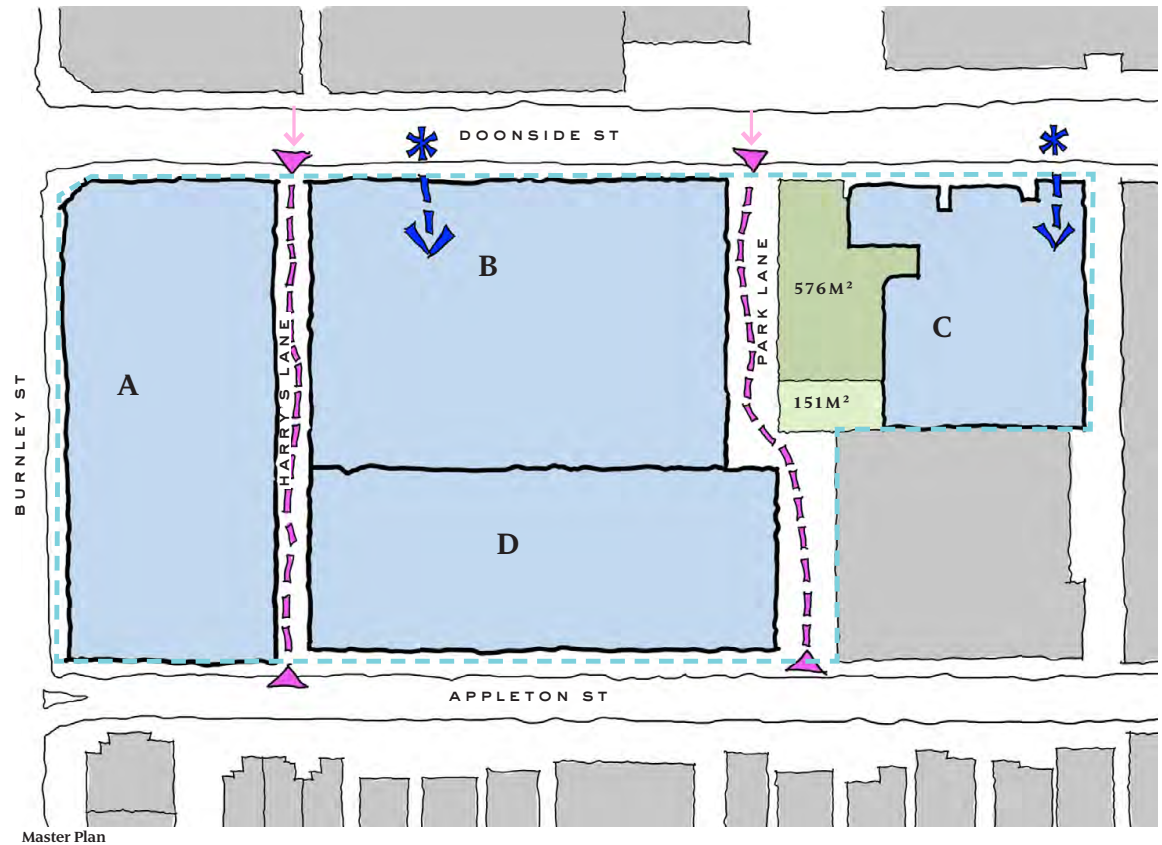 DOONSIDE ST
B
PARK LANE
576M²
C
HARRY'S LANE
A
BURNLEY ST
151M²
D
APPLETON ST
Master Plan